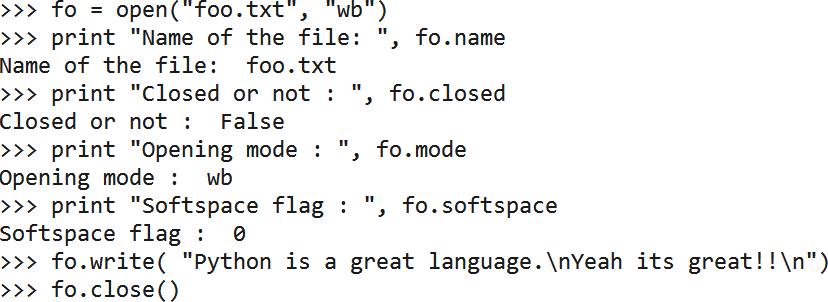 >>> fo = open("foo.txt", "wb")
>>> print "Name of the file: ", fo.name
Name of the file:  foo.txt
>>> print "Closed or not : ", fo.closed
Closed or not :  False
>>> print "Opening mode : ", fo.mode
Opening mode :  wb
>>> print "Softspace flag : ", fo.softspace
Softspace flag :  0
>>> fo.write( "Python is a great language.\nYeah its great!!\n")
>>> fo.close()